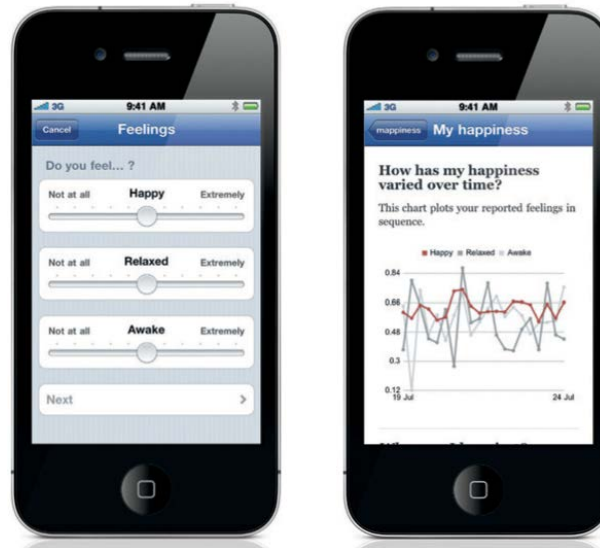 3G 9:41 AM
Cancel Feelings
Do you feel... ?
Not at all Happy Extremely
Not at all Relaxed Extremely
Not at all Awake Extremely
Next
3G 9:41 AM
mappiness My happiness
How has my happiness
varied over time?
This chart plots your reported feelings in
sequence.
Happy Relaxed Awake
0.84
0.66
0.48
0.3
0.12
19 Jul 24 Jul